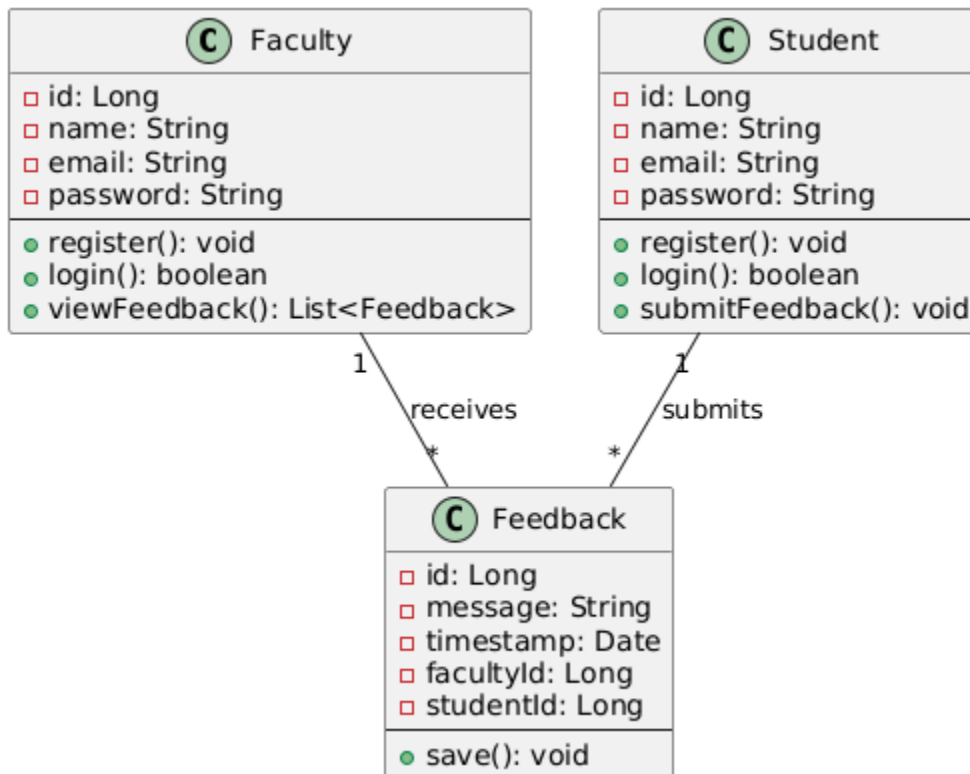 C Faculty
id: Long
name: String
email: String
password: String
register(): void
login(): boolean
viewFeedback(): List<Feedback>
C Student
id: Long
name: String
email: String
password: String
register(): void
login(): boolean
submitFeedback(): void
1
receives
*
1
submits
*
C Feedback
id: Long
message: String
timestamp: Date
facultyId: Long
studentId: Long
save(): void